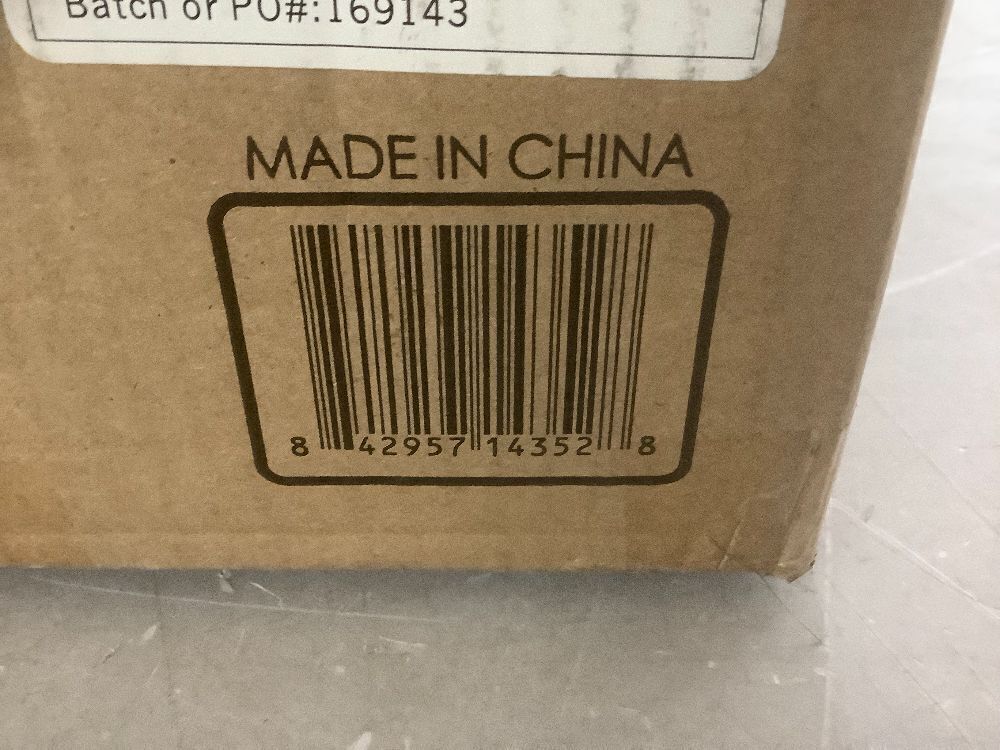 Batch or PO#:169143
MADE IN CHINA
8 42957 14352 8